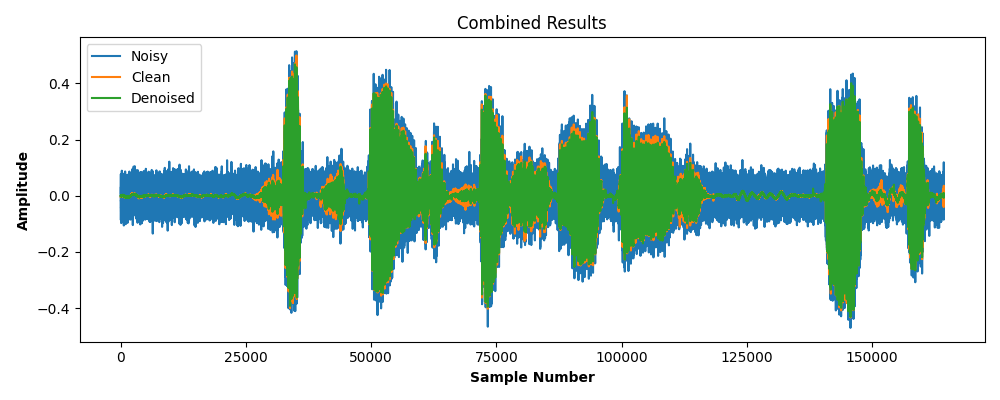 Combined Results
Noisy
Clean
Denoised
Amplitude
0.4
0.2
0.0
−0.2
−0.4
0 25000 50000 75000 100000 125000 150000
Sample Number